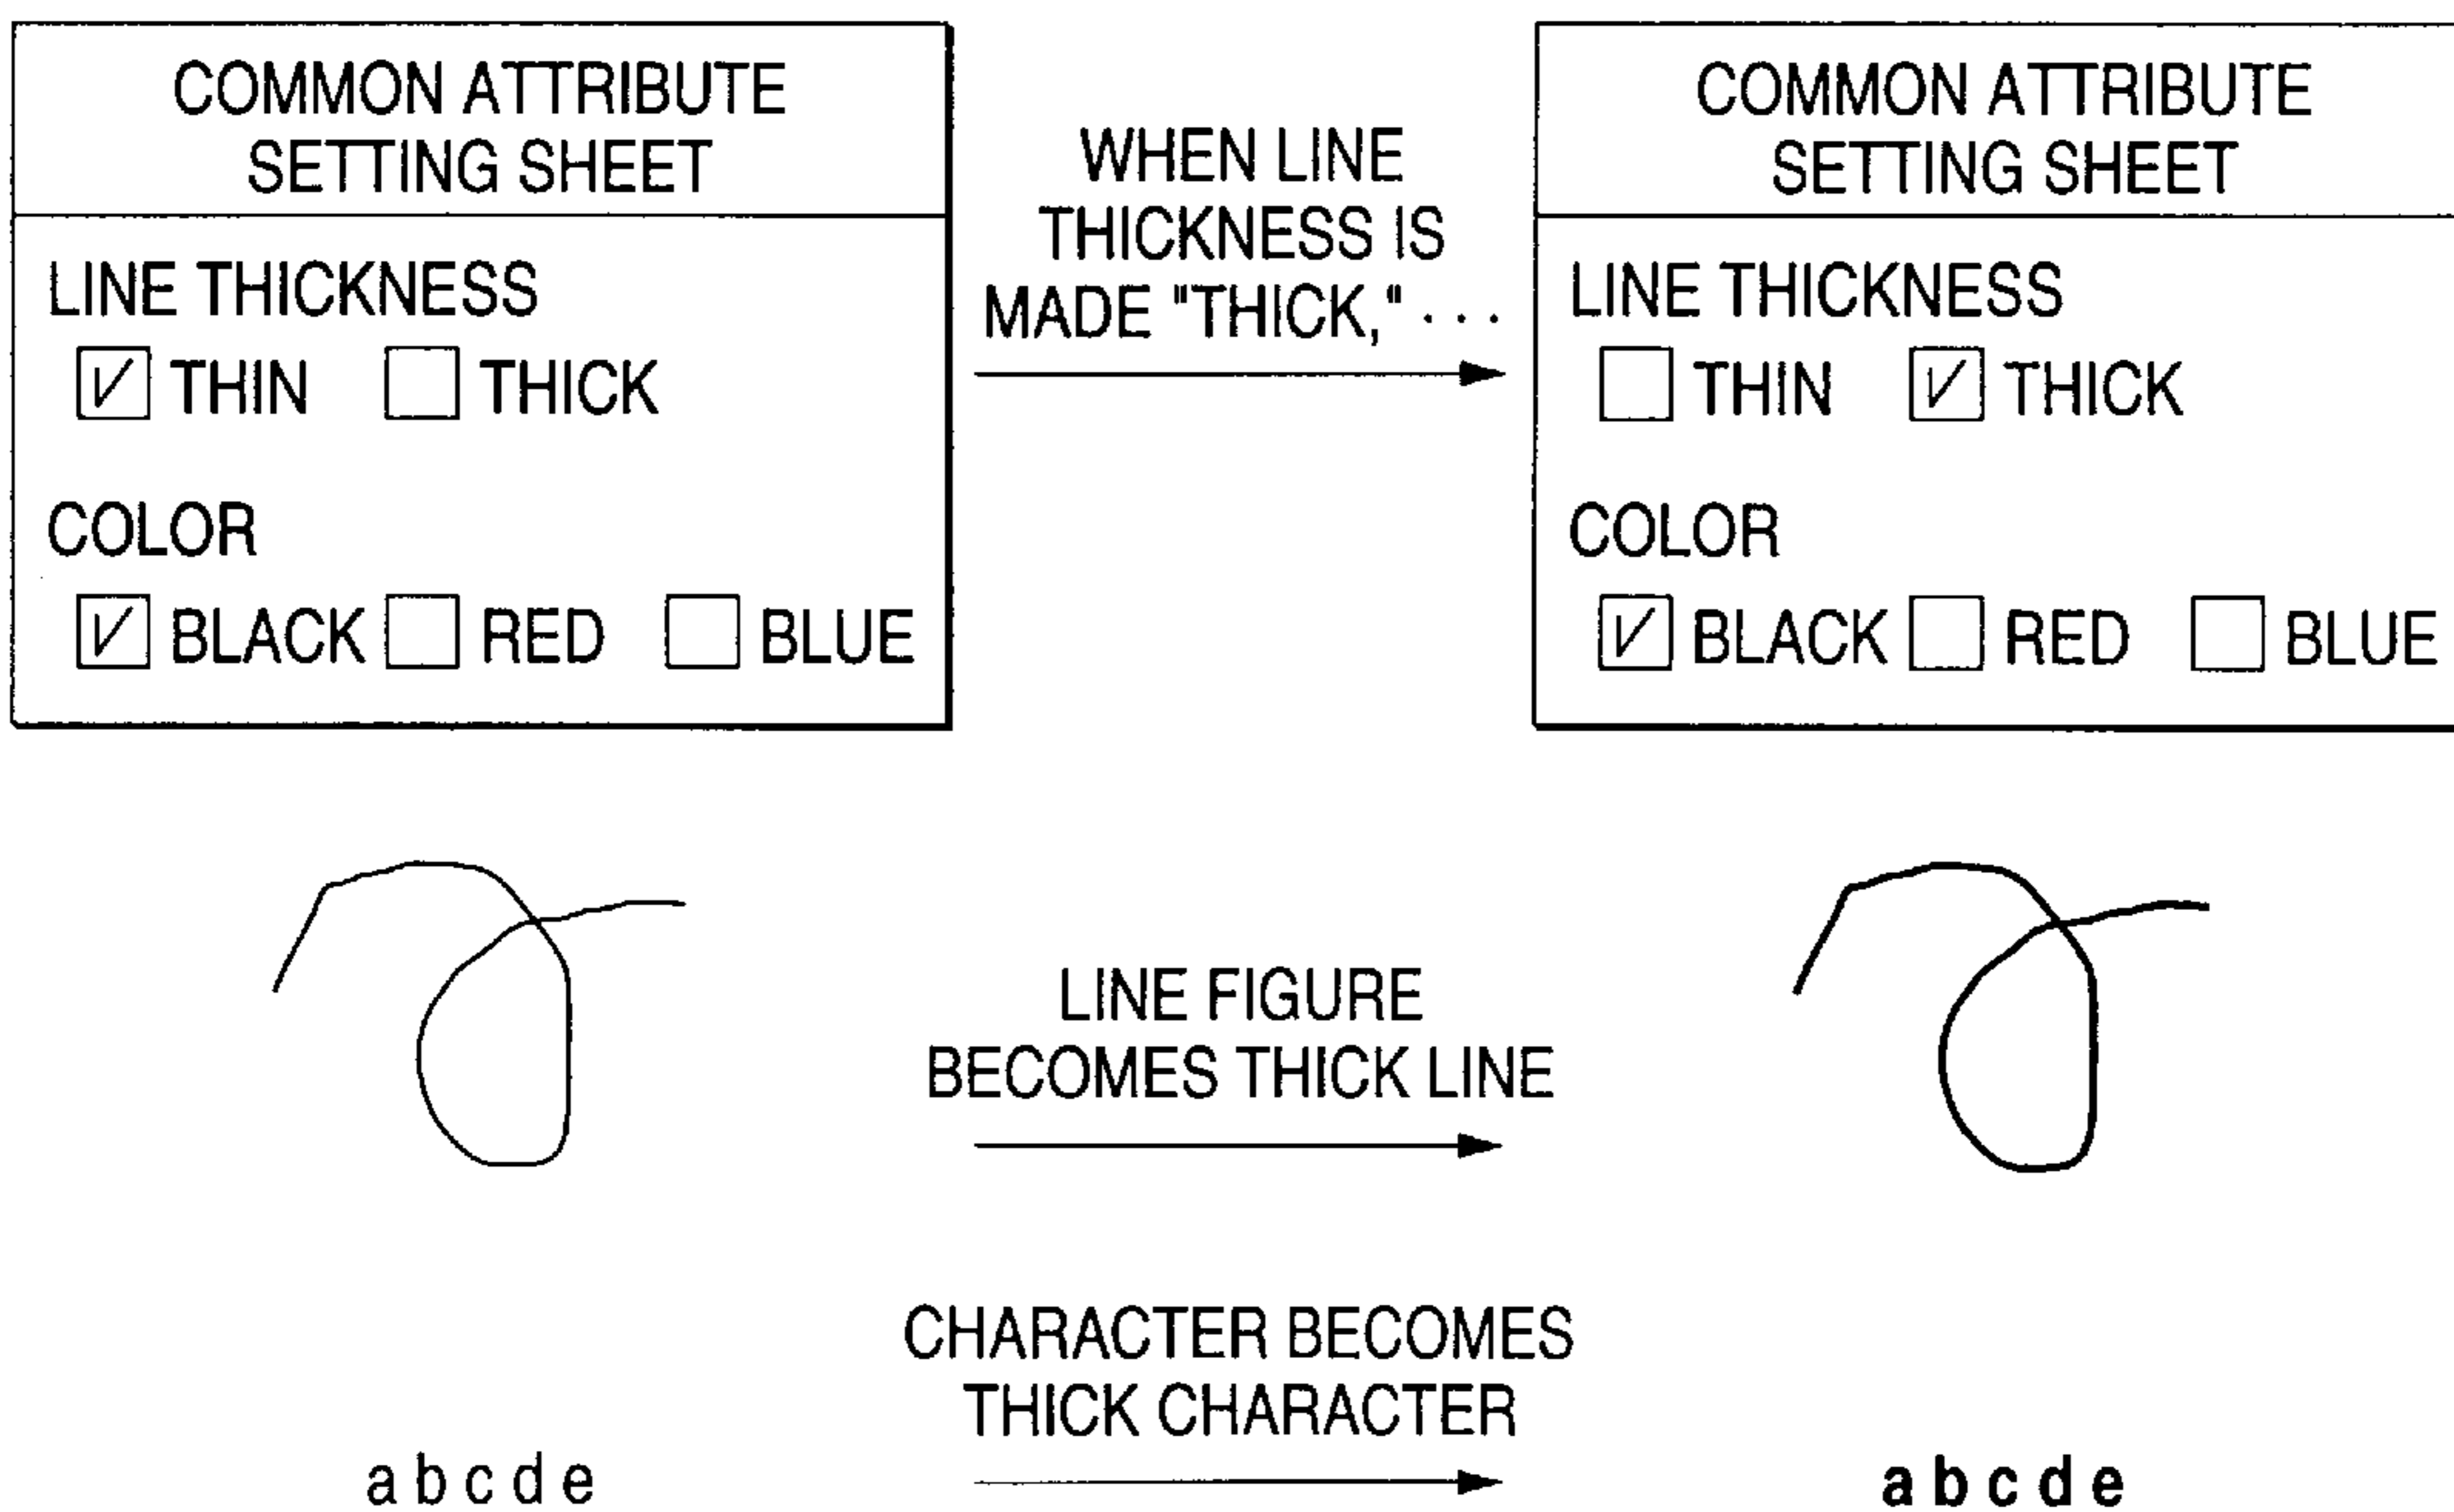 COMMON ATTRIBUTE
SETTING SHEET
LINE THICKNESS
THIN THICK
COLOR
BLACK RED BLUE
WHEN LINE
THICKNESS IS
MADE "THICK," · · ·
COMMON ATTRIBUTE
SETTING SHEET
LINE THICKNESS
THIN THICK
COLOR
BLACK RED BLUE
LINE FIGURE
BECOMES THICK LINE
CHARACTER BECOMES
THICK CHARACTER
a b c d e
a b c d e